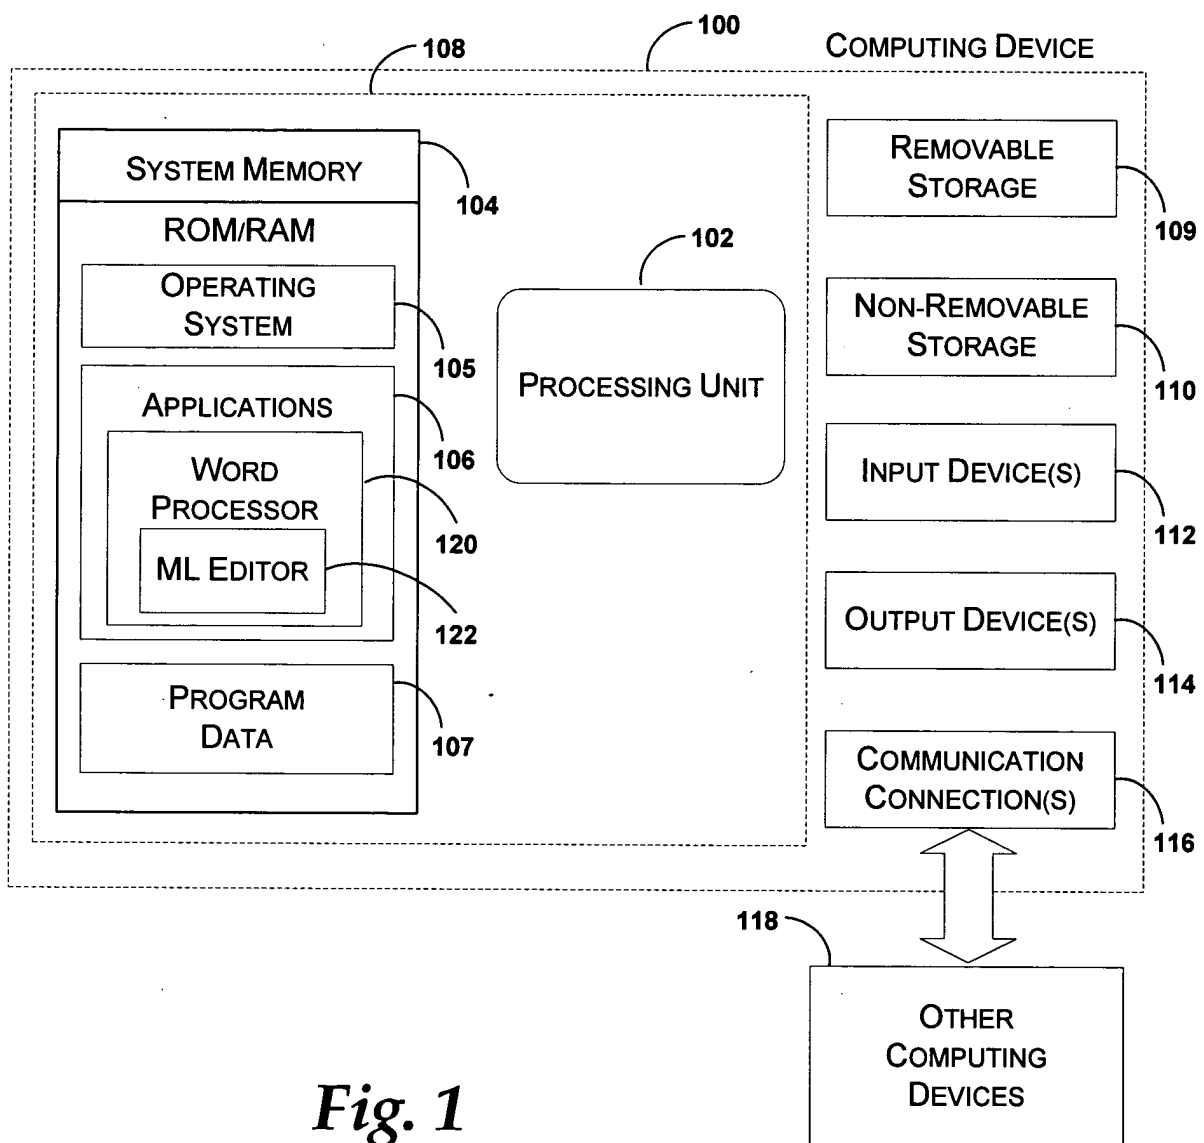 100
COMPUTING DEVICE
108
SYSTEM MEMORY
104
ROM/RAM
OPERATING
SYSTEM
105
APPLICATIONS
106
WORD
PROCESSOR
120
ML EDITOR
122
PROGRAM
DATA
107
102
PROCESSING UNIT
REMOVABLE
STORAGE
109
NON-REMOVABLE
STORAGE
110
INPUT DEVICE(S)
112
OUTPUT DEVICE(S)
114
COMMUNICATION
CONNECTION(S)
116
118
OTHER
COMPUTING
DEVICES
Fig. 1